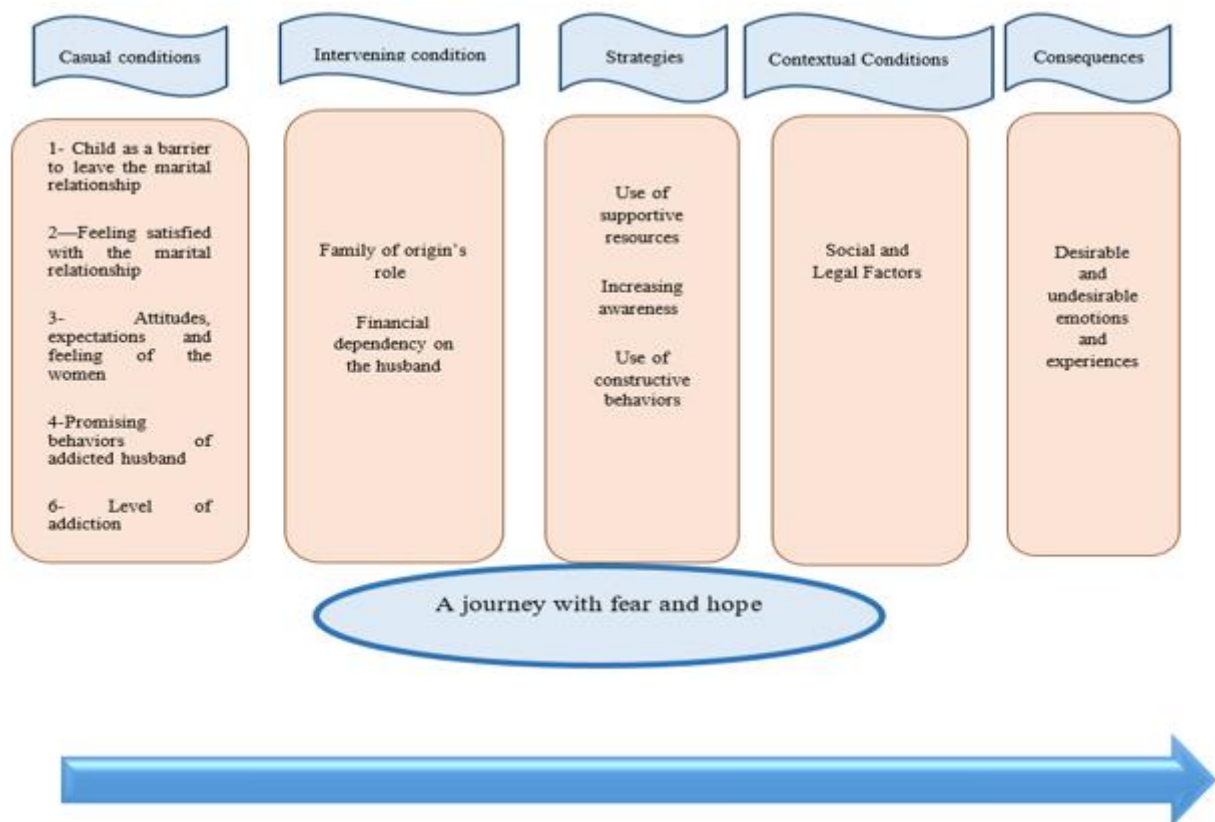 Casual conditions
Intervening condition
Strategies
Contextual Conditions
Consequences
1- Child as a barrier
to leave the marital
relationship
2—Feeling satisfied
with the marital
relationship
3- Attitudes,
expectations and
feeling of the
women
4-Promising
behaviors of
addicted husband
6- Level of
addiction
Family of origin's
role
Financial
dependency on
the husband
Use of
supportive
resources
Increasing
awareness
Use of
constructive
behaviors
Social and
Legal Factors
Desirable
and
undesirable
emotions
and
experiences
A journey with fear and hope